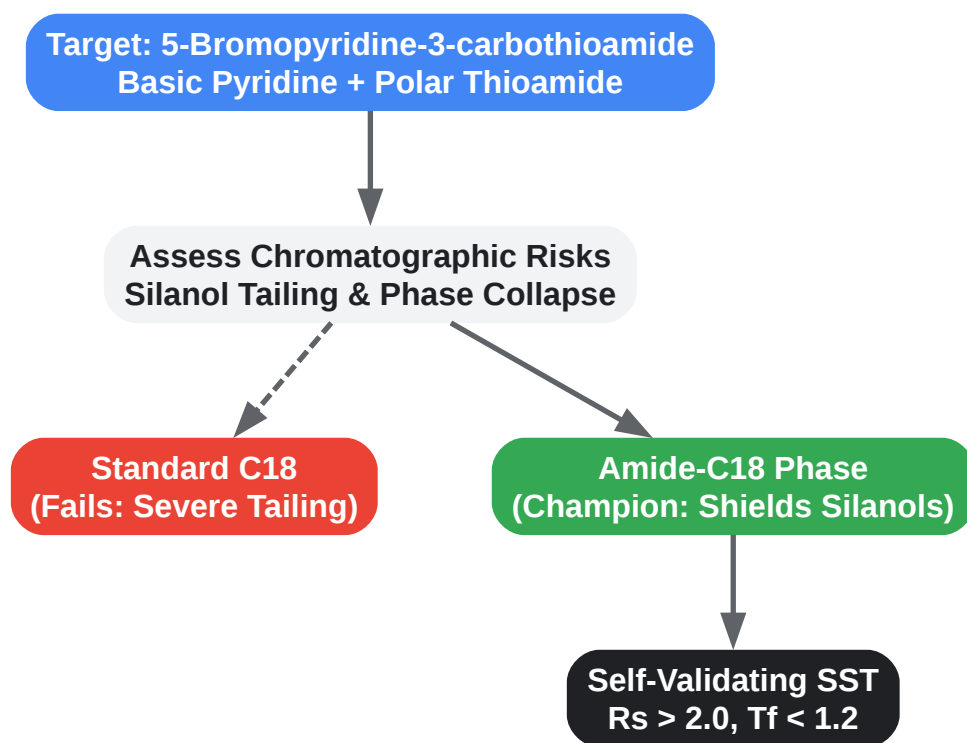 Target: 5-Bromopyridine-3-carbothioamide
Basic Pyridine + Polar Thioamide
Assess Chromatographic Risks
Silanol Tailing & Phase Collapse
Standard C18
(Fails: Severe Tailing)
Amide-C18 Phase
(Champion: Shields Silanols)
Self-Validating SST
Rs > 2.0, Tf < 1.2